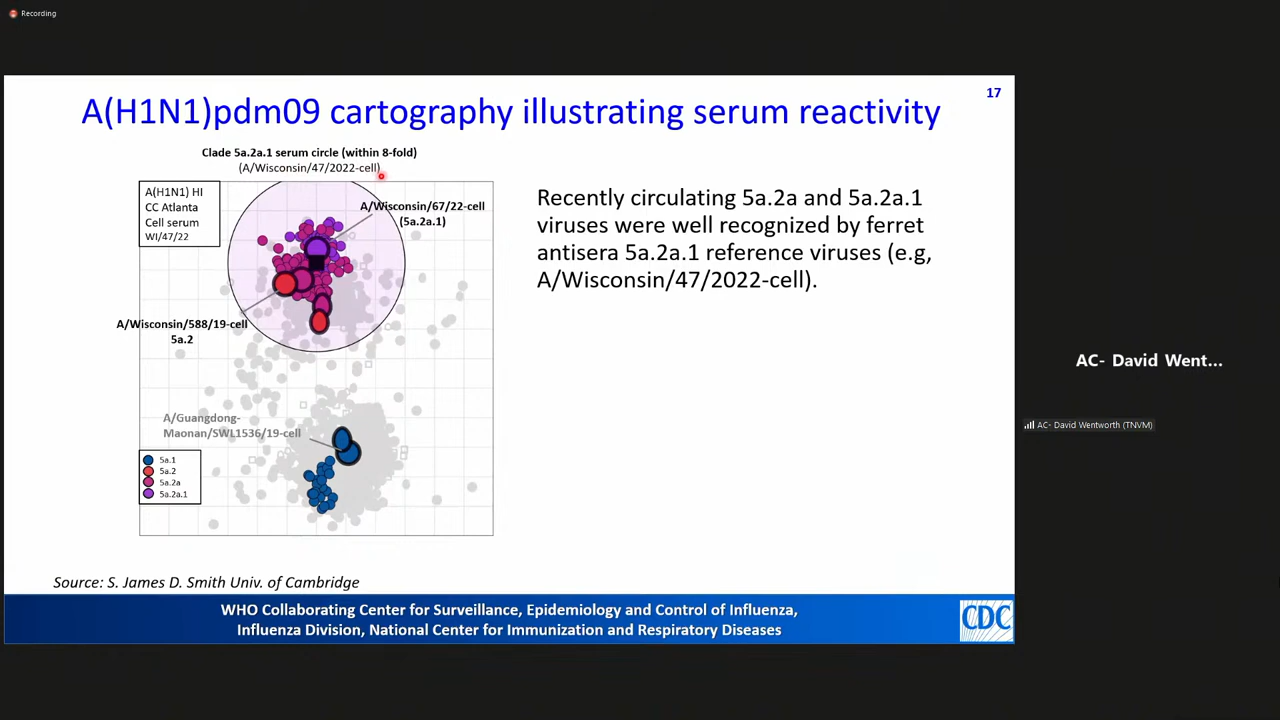 Recording
17
A(H1N1)pdm09 cartography illustrating serum reactivity
Clade 5a.2a.1 serum circle (within 8-fold)
(A/Wisconsin/47/2022-cell)
A(H1N1) HI
CC Atlanta
Cell serum
WI/47/22
A/Wisconsin/67/22-cell
(5a.2a.1)
A/Wisconsin/588/19-cell
5a.2
A/Guangdong-
Maonan/SWL1536/19-cell
5a.1
5a.2
5a.2a
5a.2a.1
Recently circulating 5a.2a and 5a.2a.1
viruses were well recognized by ferret
antisera 5a.2a.1 reference viruses (e.g,
A/Wisconsin/47/2022-cell).
Source: S. James D. Smith Univ. of Cambridge
WHO Collaborating Center for Surveillance, Epidemiology and Control of Influenza,
Influenza Division, National Center for Immunization and Respiratory Diseases
CDC
AC- David Went...
AC- David Wentworth (TNVM)